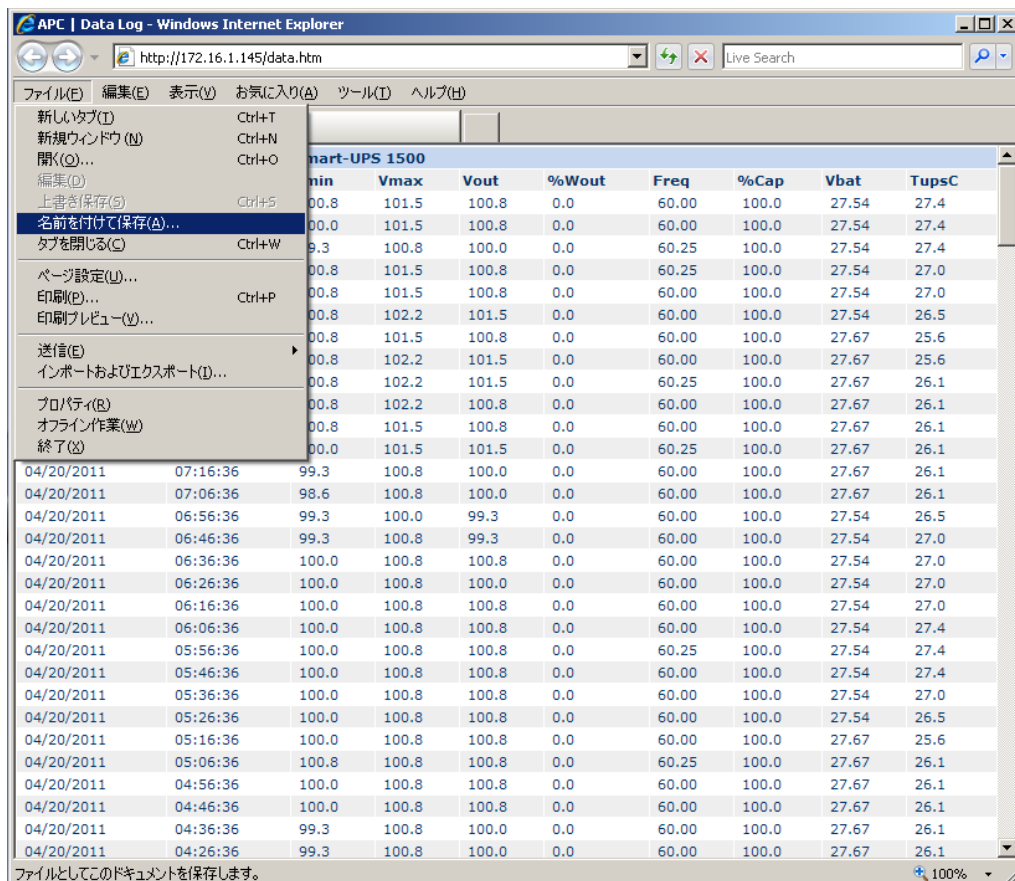 APC | Data Log - Windows Internet Explorer
http://172.16.1.145/data.htm Live Search
ファイル(F) 編集(E) 表示(V) お気に入り(A) ツール(T) ヘルプ(H)
新しいタブ(T) Ctrl+T
新規ウィンドウ(N) Ctrl+N
開く(O)... Ctrl+O
編集(D)
上書き保存(S) Ctrl+S
名前を付けて保存(A)...
タブを閉じる(C) Ctrl+W
ページ設定(U)...
印刷(P)... Ctrl+P
印刷プレビュー(V)...
送信(E)
インポートおよびエクスポート(I)...
プロパティ(R)
オフライン作業(W)
終了(X)
mart-UPS 1500
min Vmax Vout %Wout Freq %Cap Vbat TupsC
00.8 101.5 100.8 0.0 60.00 100.0 27.54 27.4
00.0 101.5 100.8 0.0 60.00 100.0 27.54 27.4
9.3 100.8 100.0 0.0 60.25 100.0 27.54 27.4
00.8 101.5 100.8 0.0 60.25 100.0 27.54 27.0
00.8 101.5 100.8 0.0 60.00 100.0 27.54 27.0
00.8 102.2 101.5 0.0 60.00 100.0 27.54 26.5
00.8 101.5 101.5 0.0 60.00 100.0 27.67 25.6
00.8 102.2 101.5 0.0 60.00 100.0 27.67 25.6
00.8 102.2 101.5 0.0 60.25 100.0 27.67 26.1
00.8 102.2 100.8 0.0 60.00 100.0 27.67 26.1
00.8 101.5 100.8 0.0 60.00 100.0 27.67 26.1
00.0 101.5 101.5 0.0 60.25 100.0 27.67 26.1
04/20/2011 07:16:36 99.3 100.8 100.0 0.0 60.00 100.0 27.67 26.1
04/20/2011 07:06:36 98.6 100.8 100.0 0.0 60.00 100.0 27.67 26.1
04/20/2011 06:56:36 99.3 100.0 99.3 0.0 60.00 100.0 27.54 26.5
04/20/2011 06:46:36 99.3 100.8 99.3 0.0 60.00 100.0 27.54 27.0
04/20/2011 06:36:36 100.0 100.8 100.8 0.0 60.00 100.0 27.54 27.0
04/20/2011 06:26:36 100.0 100.8 100.0 0.0 60.00 100.0 27.54 27.0
04/20/2011 06:16:36 100.0 100.8 100.8 0.0 60.00 100.0 27.54 27.0
04/20/2011 06:06:36 100.0 100.8 100.8 0.0 60.00 100.0 27.54 27.4
04/20/2011 05:56:36 100.0 100.8 100.8 0.0 60.25 100.0 27.54 27.4
04/20/2011 05:46:36 100.0 100.8 100.8 0.0 60.00 100.0 27.54 27.4
04/20/2011 05:36:36 100.0 100.8 100.8 0.0 60.00 100.0 27.54 27.0
04/20/2011 05:26:36 100.0 100.8 100.8 0.0 60.00 100.0 27.54 26.5
04/20/2011 05:16:36 100.0 100.8 100.8 0.0 60.00 100.0 27.67 25.6
04/20/2011 05:06:36 100.8 100.8 100.8 0.0 60.25 100.0 27.67 26.1
04/20/2011 04:56:36 100.0 100.8 100.8 0.0 60.00 100.0 27.67 26.1
04/20/2011 04:46:36 100.0 100.8 100.8 0.0 60.00 100.0 27.67 26.1
04/20/2011 04:36:36 99.3 100.8 100.0 0.0 60.00 100.0 27.67 26.1
04/20/2011 04:26:36 99.3 100.8 100.0 0.0 60.00 100.0 27.67 26.1
ファイルとしてこのドキュメントを保存します。 100%